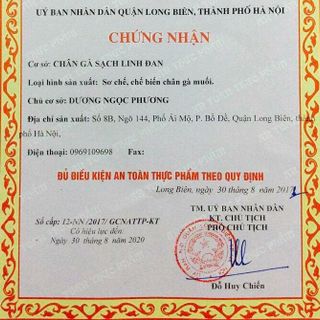 UỶ BAN NHÂN DÂN QUẬN LONG BIÊN, THÀNH PHỐ HÀ NỘI
CHỨNG NHẬN
Cơ sở: CHÂN GÀ SẠCH LINH ĐAN
Loại hình sản xuất: Sơ chế, chế biến chân gà muối.
Chủ cơ sở: DƯƠNG NGỌC PHƯƠNG
Địa chỉ sản xuất: Số 8B, Ngõ 144, Phố Ái Mộ, P. Bồ Đề, Quận Long Biên, thành
phố Hà Nội,
Điện thoại: 0969109698 Fax:
ĐỦ ĐIỀU KIỆN AN TOÀN THỰC PHẨM THEO QUY ĐỊNH
Long Biên, ngày 30 tháng 8 năm 2017
TM. UỶ BAN NHÂN DÂN
Số cấp: 12-NN /2017/ GCNATTP-KT
KT. CHỦ TỊCH
Có hiệu lực đến:
PHÓ CHỦ TỊCH
Ngày 30 tháng 8 năm 2020
Đỗ Huy Chiến